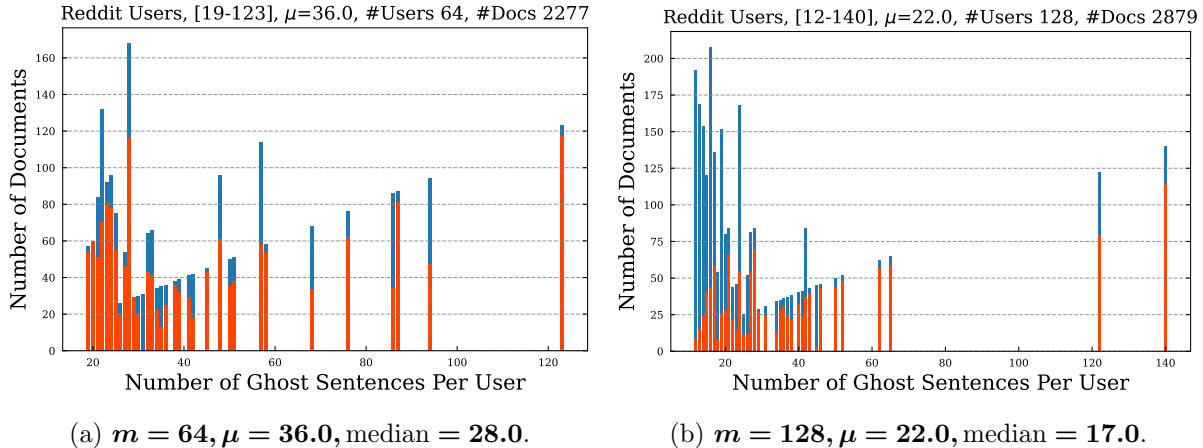 Reddit Users, [19-123], μ=36.0, #Users 64, #Docs 2277
Number of Documents
160
140
120
100
80
60
40
20
0
20 40 60 80 100 120
Number of Ghost Sentences Per User
(a) m = 64, μ = 36.0, median = 28.0.
Reddit Users, [12-140], μ=22.0, #Users 128, #Docs 2879
Number of Documents
200
175
150
125
100
75
50
25
0
20 40 60 80 100 120 140
Number of Ghost Sentences Per User
(b) m = 128, μ = 22.0, median = 17.0.